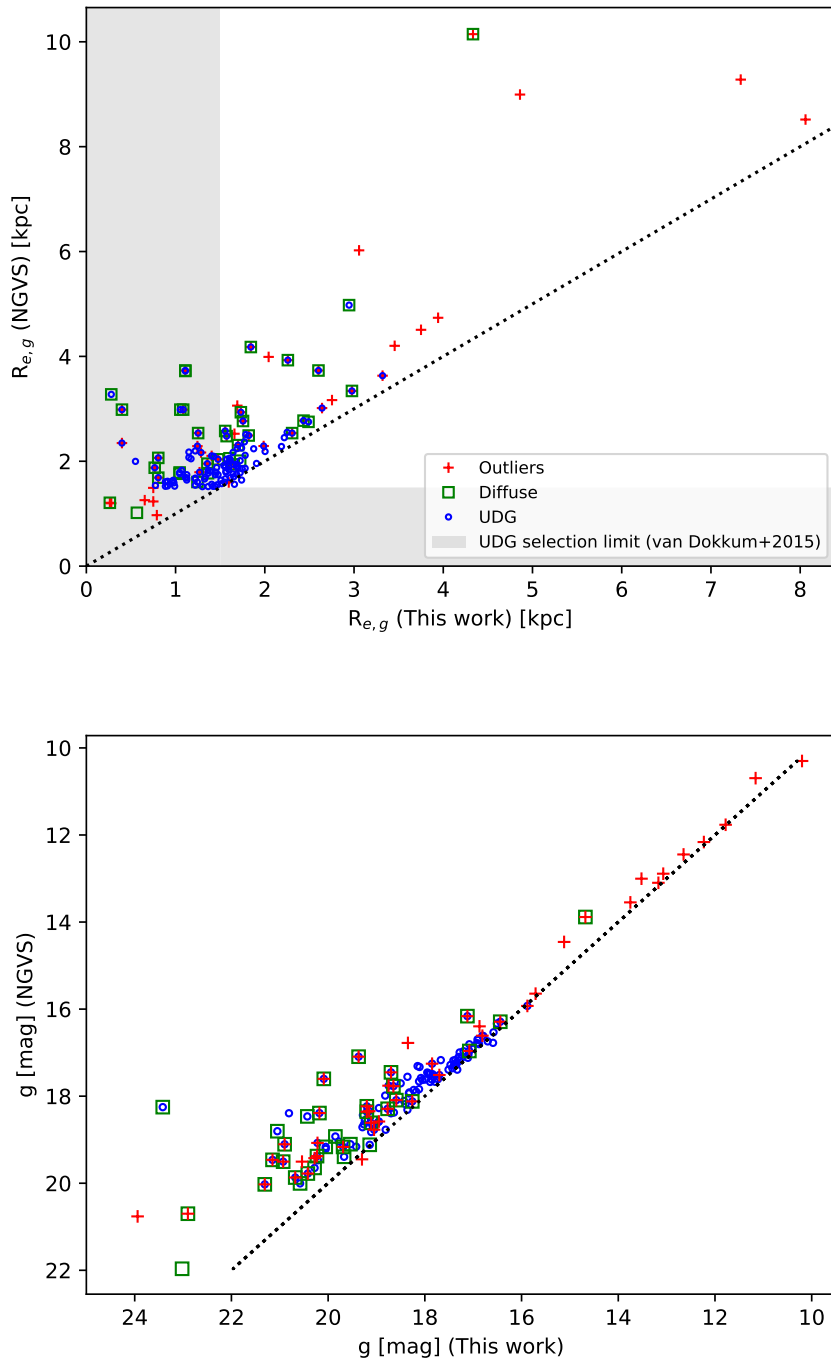 10
8
6
4
2
0
R_{e,g} (NGVS) [kpc]
Outliers
Diffuse
UDG
UDG selection limit (van Dokkum+2015)
0 1 2 3 4 5 6 7 8
R_{e,g} (This work) [kpc]
10
12
14
16
18
20
22
g [mag] (NGVS)
24 22 20 18 16 14 12 10
g [mag] (This work)